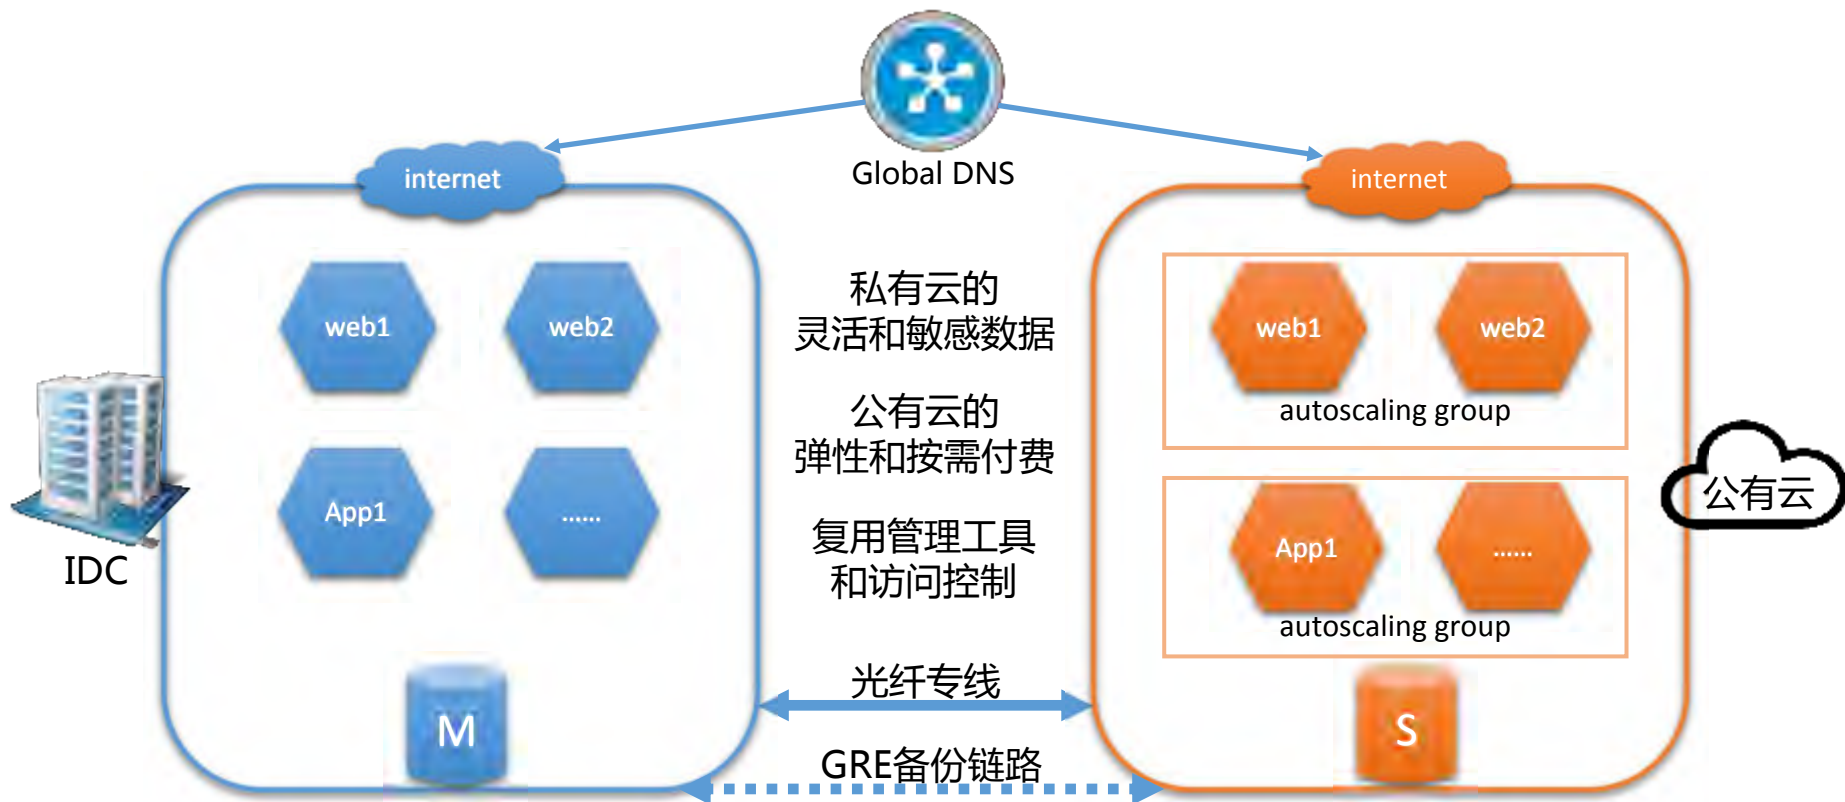 Global DNS
internet
internet
web1
web2
App1
......
IDC
M
私有云的
灵活和敏感数据
公有云的
弹性和按需付费
复用管理工具
和访问控制
光纤专线
GRE备份链路
web1
web2
autoscaling group
App1
......
autoscaling group
S
公有云